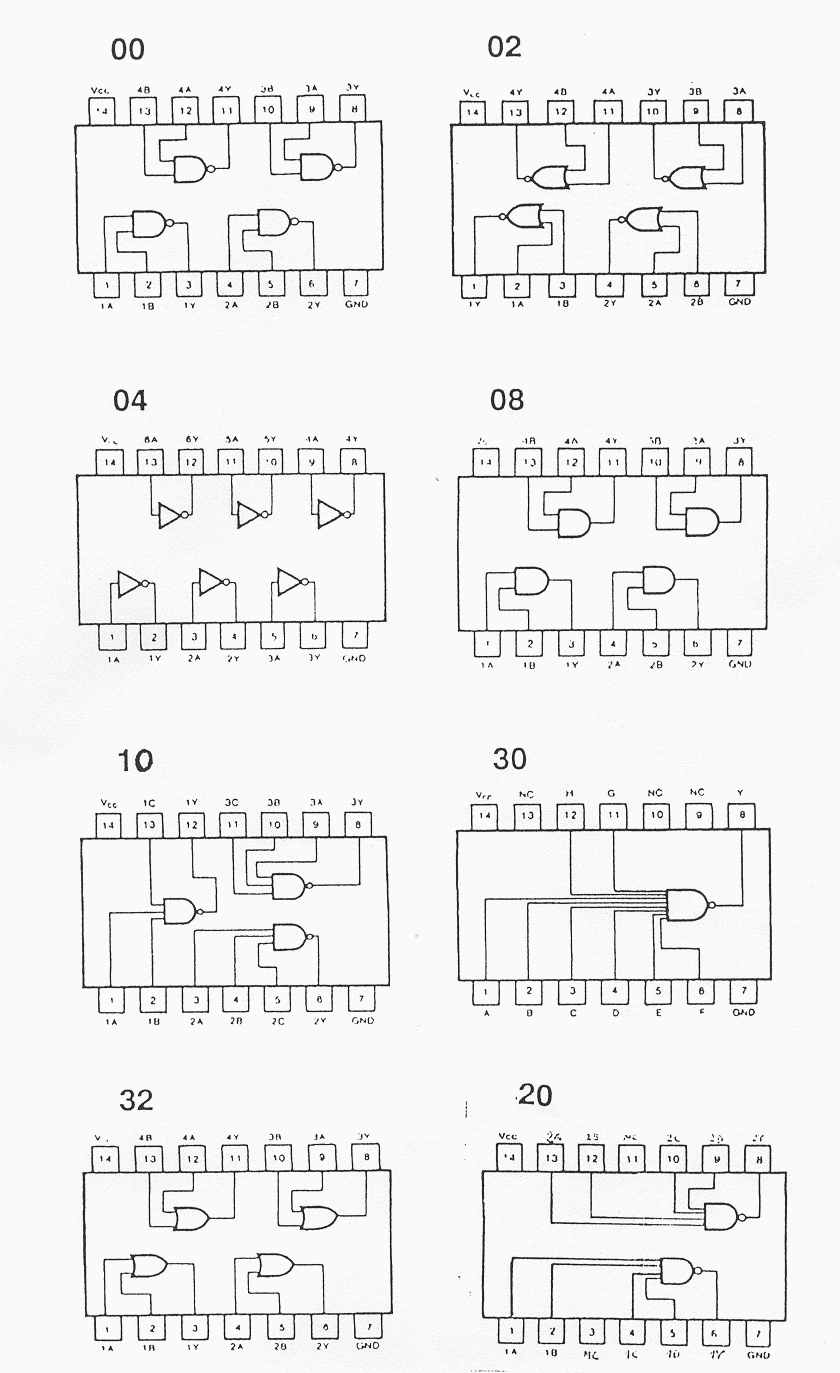 00
Vcc 4B 4A 4Y 3B 3A 3Y
14 13 12 11 10 9 8
1 2 3 4 5 6 7
1A 1B 1Y 2A 2B 2Y GND
02
Vcc 4Y 4B 4A 3Y 3B 3A
14 13 12 11 10 9 8
1 2 3 4 5 6 7
1Y 1A 1B 2Y 2A 2B GND
04
6A 6Y 5A 5Y 4A 4Y
14 13 12 11 10 9 8
1 2 3 4 5 6 7
1A 1Y 2A 2Y 3A 3Y GND
08
4B 4A 4Y 3B 3A 3Y
14 13 12 11 10 9 8
1 2 3 4 5 6 7
1A 1B 1Y 2A 2B 2Y GND
10
Vcc 1C 1Y 3C 3B 3A 3Y
14 13 12 11 10 9 8
1 2 3 4 5 6 7
1A 1B 2A 2B 2C 2Y GND
30
Vcc NC H G NC NC Y
14 13 12 11 10 9 8
1 2 3 4 5 6 7
A B C D E F GND
32
4B 4A 4Y 3B 3A 3Y
14 13 12 11 10 9 8
1 2 3 4 5 6 7
1A 1B 1Y 2A 2B 2Y GND
20
Vcc 2A 2B NC 2C 2D 2Y
14 13 12 11 10 9 8
1 2 3 4 5 6 7
1A 1B NC 1C 1D 1Y GND